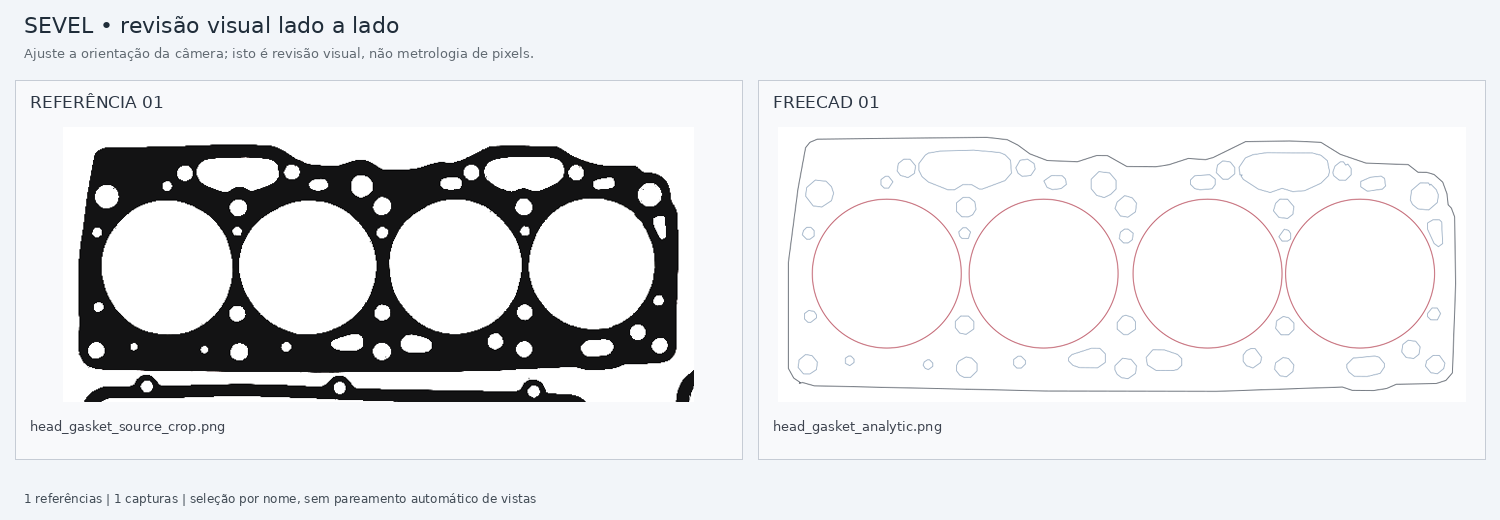 SEVEL • revisão visual lado a lado
Ajuste a orientação da câmera; isto é revisão visual, não metrologia de pixels.
REFERÊNCIA 01
FREECAD 01
head_gasket_source_crop.png
head_gasket_analytic.png
1 referências | 1 capturas | seleção por nome, sem pareamento automático de vistas